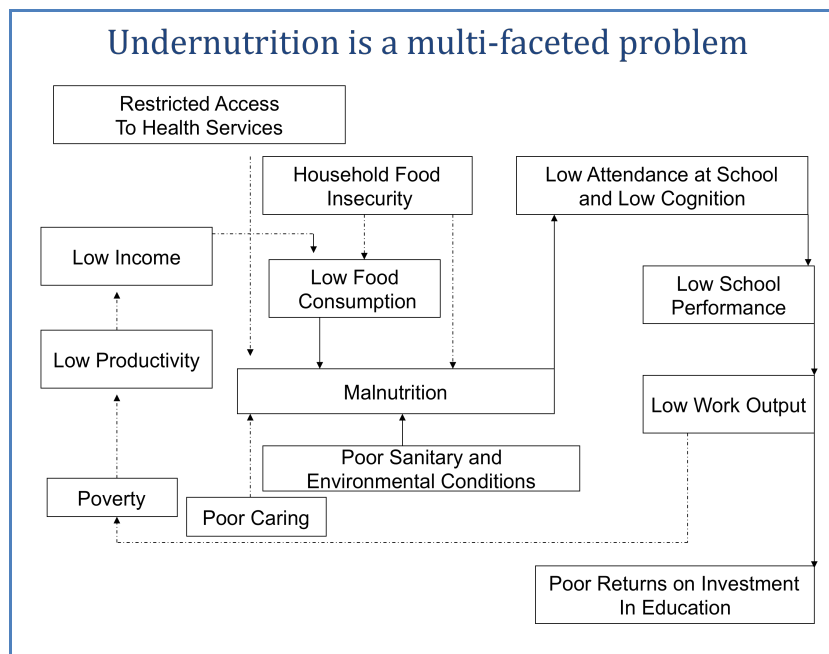 Undernutrition is a multi-faceted problem
Restricted Access
To Health Services
Household Food
Insecurity
Low Attendance at School
and Low Cognition
Low Income
Low Food
Consumption
Low School
Performance
Low Productivity
Malnutrition
Low Work Output
Poor Sanitary and
Environmental Conditions
Poverty
Poor Caring
Poor Returns on Investment
In Education